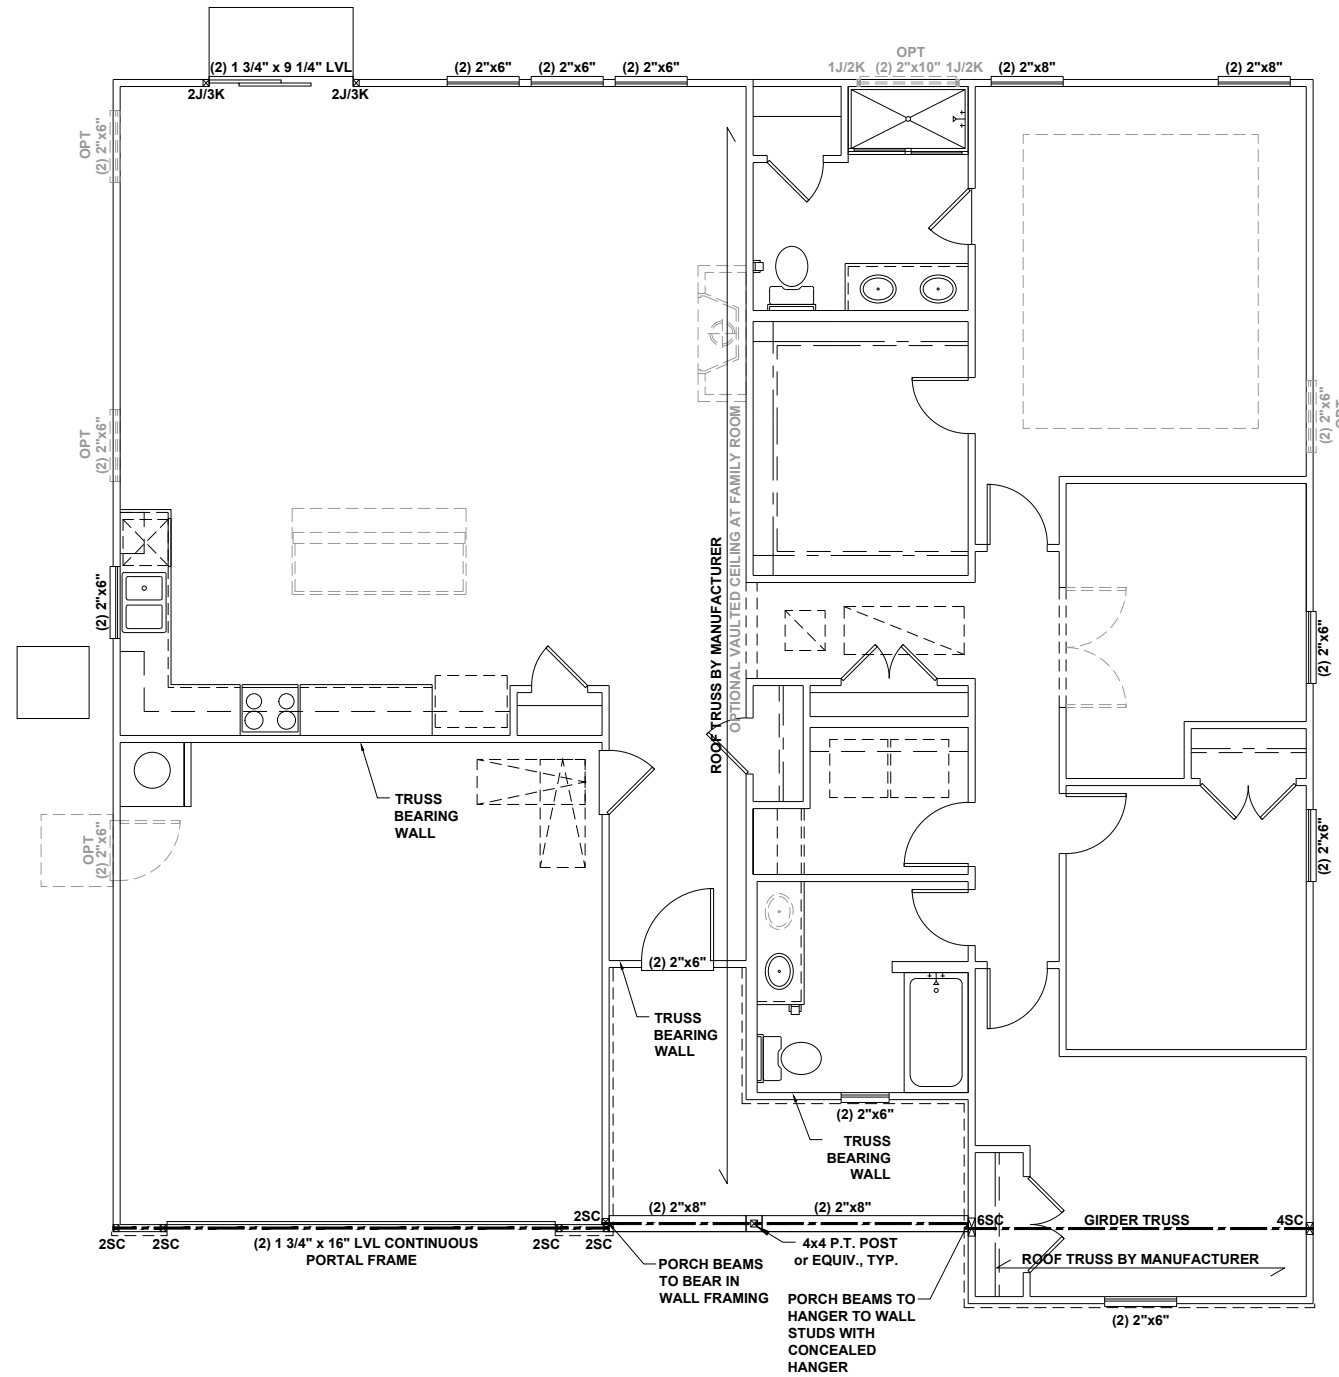 OPT
(2) 1 3/4" x 9 1/4" LVL
(2) 2"x6"
(2) 2"x6"
(2) 2"x6"
1J/2K
(2) 2"x10"
1J/2K
(2) 2"x8"
(2) 2"x8"
2J/3K
2J/3K
OPT
(2) 2"x6"
OPT
(2) 2"x6"
(2) 2"x6"
OPT
(2) 2"x6"
ROOF TRUSS BY MANUFACTURER
OPTIONAL VAULTED CEILING AT FAMILY ROOM
(2) 2"x6"
TRUSS
BEARING
WALL
OPT
(2) 2"x6"
(2) 2"x6"
(2) 2"x6"
TRUSS
BEARING
WALL
(2) 2"x6"
TRUSS
BEARING
WALL
2SC
2SC
2SC
(2) 1 3/4" x 16" LVL CONTINUOUS
PORTAL FRAME
2SC
2SC
(2) 2"x8"
(2) 2"x8"
6SC
GIRDER TRUSS
4SC
4x4 P.T. POST
or EQUIV., TYP.
ROOF TRUSS BY MANUFACTURER
PORCH BEAMS
TO BEAR IN
WALL FRAMING
PORCH BEAMS TO
HANGER TO WALL
STUDS WITH
CONCEALED
HANGER
(2) 2"x6"